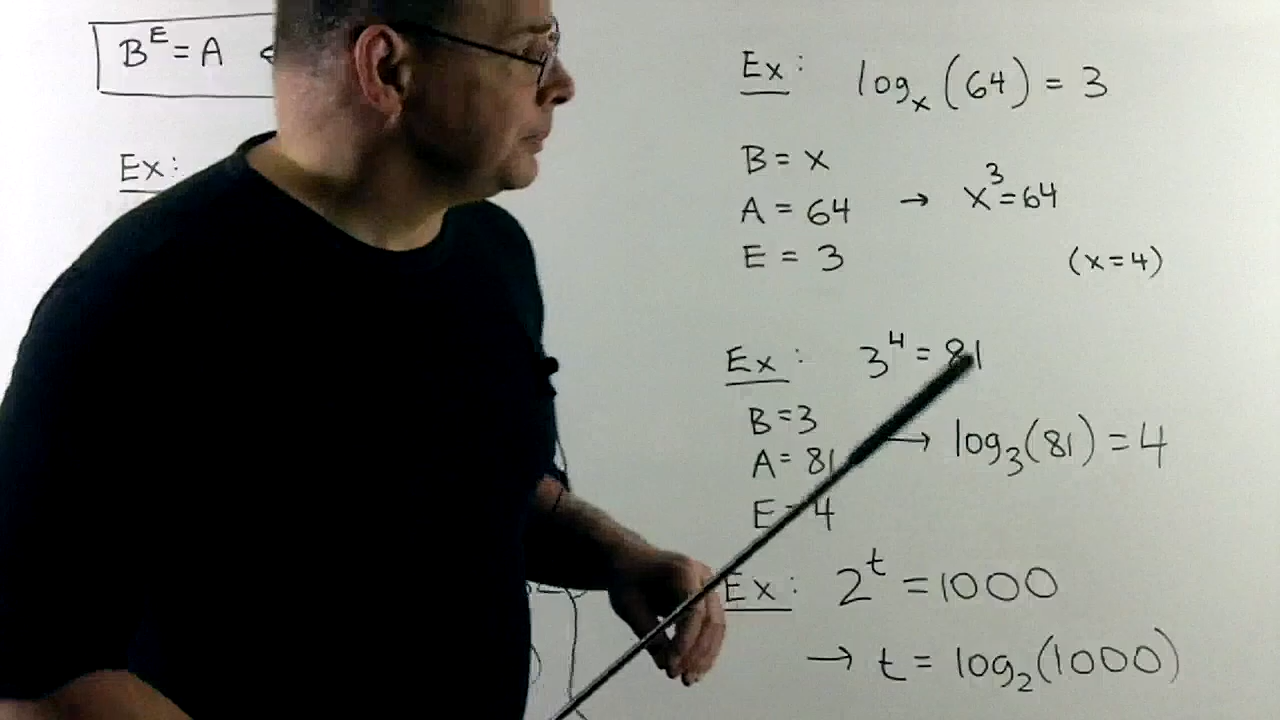 B^E = A
Ex:
Ex: log_x (64) = 3
B = x
A = 64 → x^3 = 64
E = 3
(x = 4)
Ex: 3^4 = 81
B = 3
A = 81 → log_3(81) = 4
E = 4
Ex: 2^t = 1000
→ t = log_2(1000)